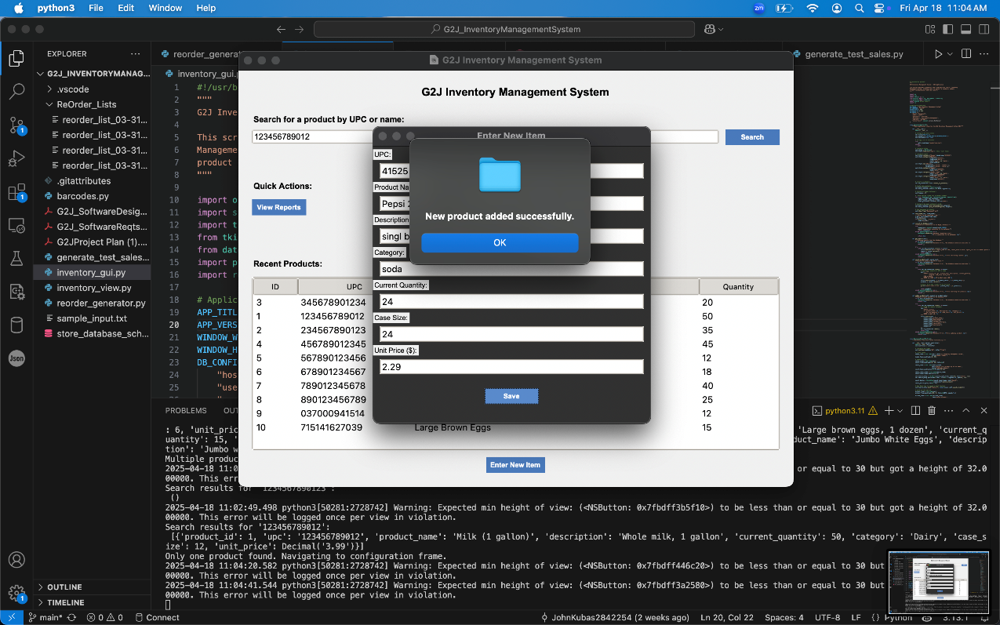 python3 File Edit Window Help
zm Fri Apr 18 11:04 AM
G2J_InventoryManagementSystem
EXPLORER
G2J_INVENTORYMANAG...
.vscode
ReOrder_Lists
reorder_list_03-31...
reorder_list_03-31...
reorder_list_03-31...
reorder_list_03-31...
.gitattributes
barcodes.py
G2J_SoftwareDesig...
G2J_SoftwareReqts...
G2JProject Plan (1)....
generate_test_sales...
inventory_gui.py
inventory_view.py
reorder_generator.py
sample_input.txt
store_database_sch...
OUTLINE
TIMELINE
reorder_genera
generate_test_sales.py
inventory_gui.p
1 #!/usr/b
2 """
3 G2J Inve
4
5 This scr
6 Manageme
7 product
8 """
9
10 import o
11 import s
12 import t
13 from tki
14 from dat
15 import p
16 import r
17
18 # Applic
19 APP_TITL
20 APP_VERS
21 WINDOW_W
22 WINDOW_H
23 DB_CONFI
24 "hos
25 "use
G2J Inventory Management System
G2J Inventory Management System
Search for a product by UPC or name:
123456789012
Search
Quick Actions:
View Reports
Recent Products:
ID UPC Quantity
3 345678901234 20
1 123456789012 50
2 234567890123 35
4 456789012345 45
5 567890123456 12
6 678901234567 18
7 789012345678 40
8 890123456789 25
9 037000941514 12
10 715141627039 Large Brown Eggs 15
Enter New Item
Enter New Item
UPC:
41525
Product Na
Pepsi 2
Description
singl b
Category:
soda
Current Quantity:
24
Case Size:
24
Unit Price ($):
2.29
Save
New product added successfully.
OK
PROBLEMS OUT
python3.11
: 6, 'unit_pric 'Large brown eggs, 1 dozen', 'current_q
uantity': 15, ' oduct_name': 'Jumbo White Eggs', 'descrip
tion': 'Jumbo w
Multiple produc
2025-04-18 11:0 or equal to 30 but got a height of 32.0
00000. This err
Search results for '1234567890123':
()
2025-04-18 11:02:49.498 python3[50281:2728742] Warning: Expected min height of view: (<NSButton: 0x7fbdff3b5f10>) to be less than or equal to 30 but got a height of 32.0
00000. This error will be logged once per view in violation.
Search results for '123456789012':
[{'product_id': 1, 'upc': '123456789012', 'product_name': 'Milk (1 gallon)', 'description': 'Whole milk, 1 gallon', 'current_quantity': 50, 'category': 'Dairy', 'case_s
ize': 12, 'unit_price': Decimal('3.99')}]
Only one product found. Navigating to configuration frame.
2025-04-18 11:04:20.582 python3[50281:2728742] Warning: Expected min height of view: (<NSButton: 0x7fbdff446c20>) to be less than or equal to 30 but
00000. This error will be logged once per view in violation.
2025-04-18 11:04:41.544 python3[50281:2728742] Warning: Expected min height of view: (<NSButton: 0x7fbdff3a2580>) to be less than or equal to 30 but
00000. This error will be logged once per view in violation.
main* 0 0 Connect
JohnKubas2842254 (2 weeks ago) Ln 20, Col 22 Spaces: 4 UTF-8 LF {} Python 3.13.1